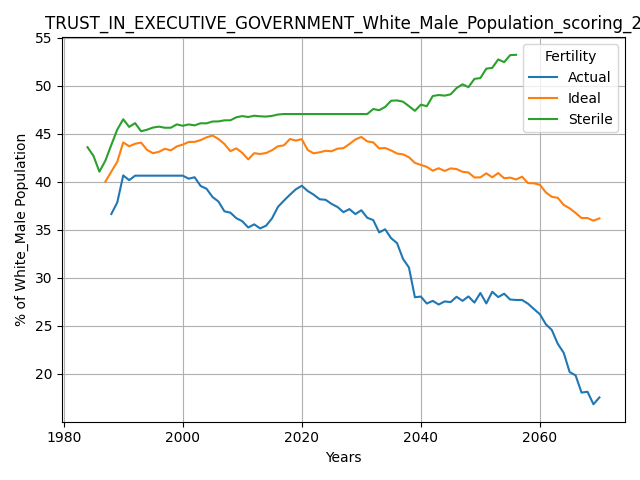 TRUST_IN_EXECUTIVE_GOVERNMENT_White_Male_Population_scoring_2
55
50
45
40
35
30
25
20
% of White_Male Population
Fertility
Actual
Ideal
Sterile
1980 2000 2020 2040 2060
Years